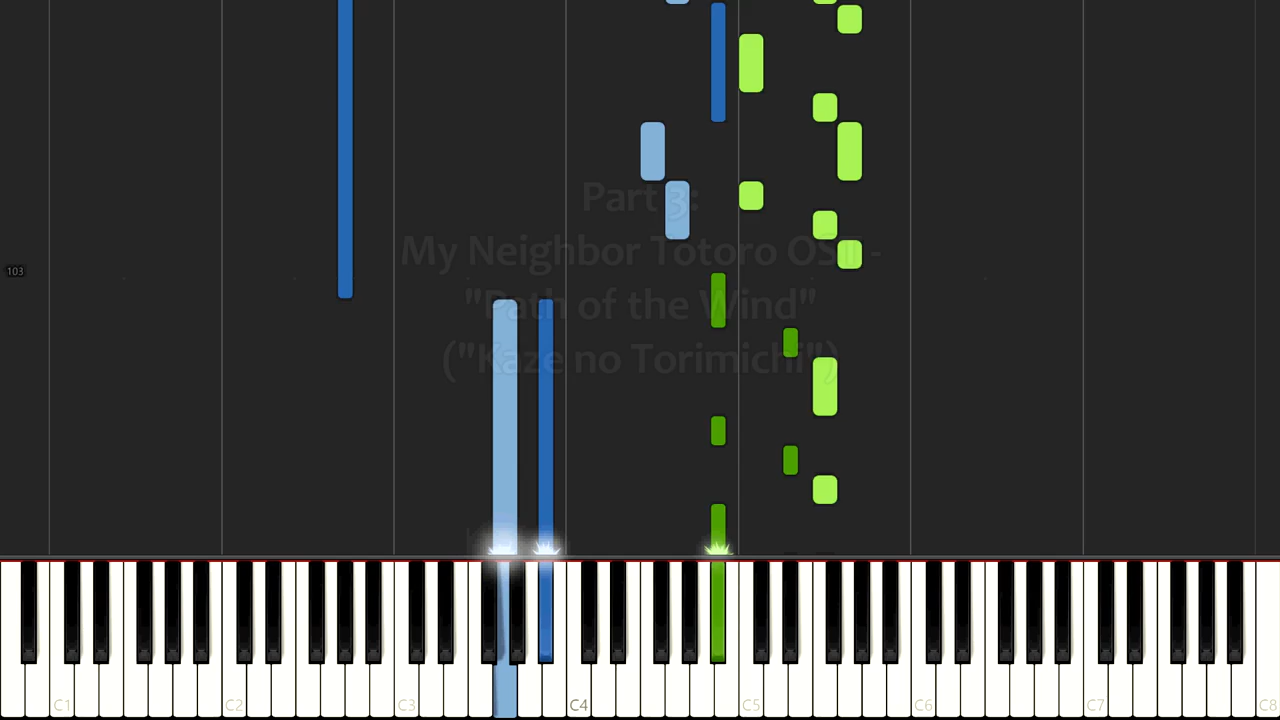 Part 3:
My Neighbor Totoro OST -
"Path of the Wind"
("Kaze no Torimichi")
103
C1 C2 C3 C4 C5 C6 C7 C8